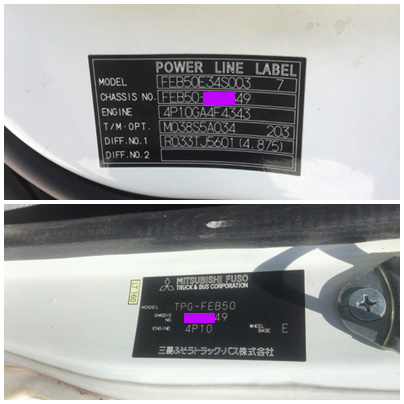 POWER LINE LABEL
MODEL FEB50E34S003 7
CHASSIS NO. FEB50- 49
ENGINE 4P10GA4F4343
T/M·OPT. M038S5A034 203
DIFF.NO.1 R0331J5601 (4.875)
DIFF.NO.2
MITSUBISHI FUSO
TRUCK & BUS CORPORATION
MODEL TPG-FEB50
CHASSIS NO. 49
ENGINE 4P10 WHEEL BASE E
三菱ふそうトラック・バス株式会社